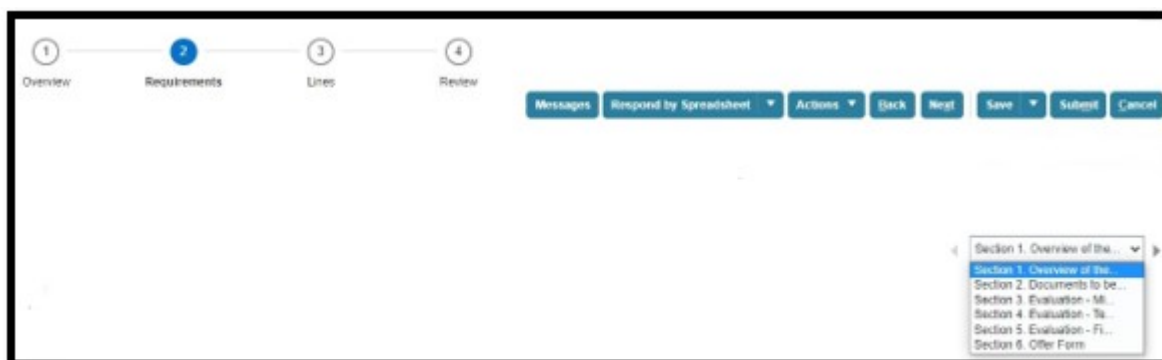 1 2 3 4
Overview Requirements Lines Review
Messages Respond by Spreadsheet Actions Back Next Save Submit Cancel
Section 1. Overview of the...
Section 1. Overview of the...
Section 2. Documents to be...
Section 3. Evaluation - Mi...
Section 4. Evaluation - Te...
Section 5. Evaluation - Fi...
Section 6. Offer Form